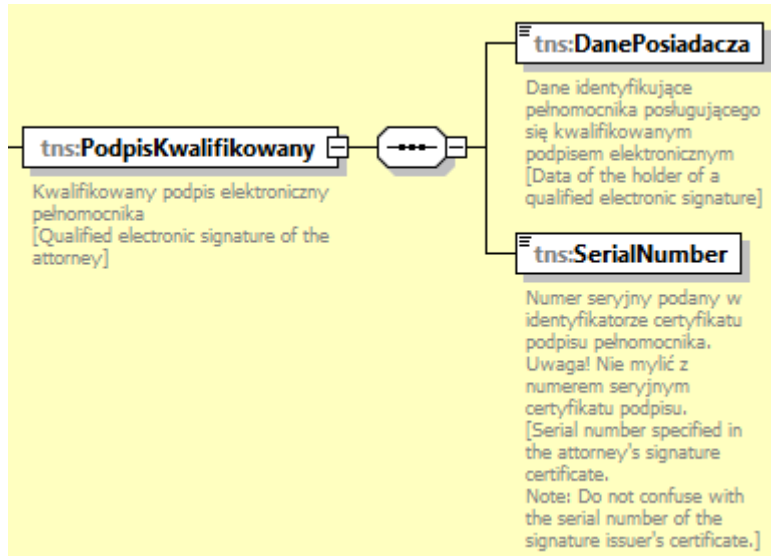 tns:DanePosiadacza
Dane identyfikujące
pełnomocnika posługującego
się kwalifikowanym
podpisem elektronicznym
[Data of the holder of a
qualified electronic signature]
tns:PodpisKwalifikowany
Kwalifikowany podpis elektroniczny
pełnomocnika
[Qualified electronic signature of the
attorney]
tns:SerialNumber
Numer seryjny podany w
identyfikatorze certyfikatu
podpisu pełnomocnika.
Uwaga! Nie mylić z
numerem seryjnym
certyfikatu podpisu.
[Serial number specified in
the attorney's signature
certificate.
Note: Do not confuse with
the serial number of the
signature issuer's certificate.]